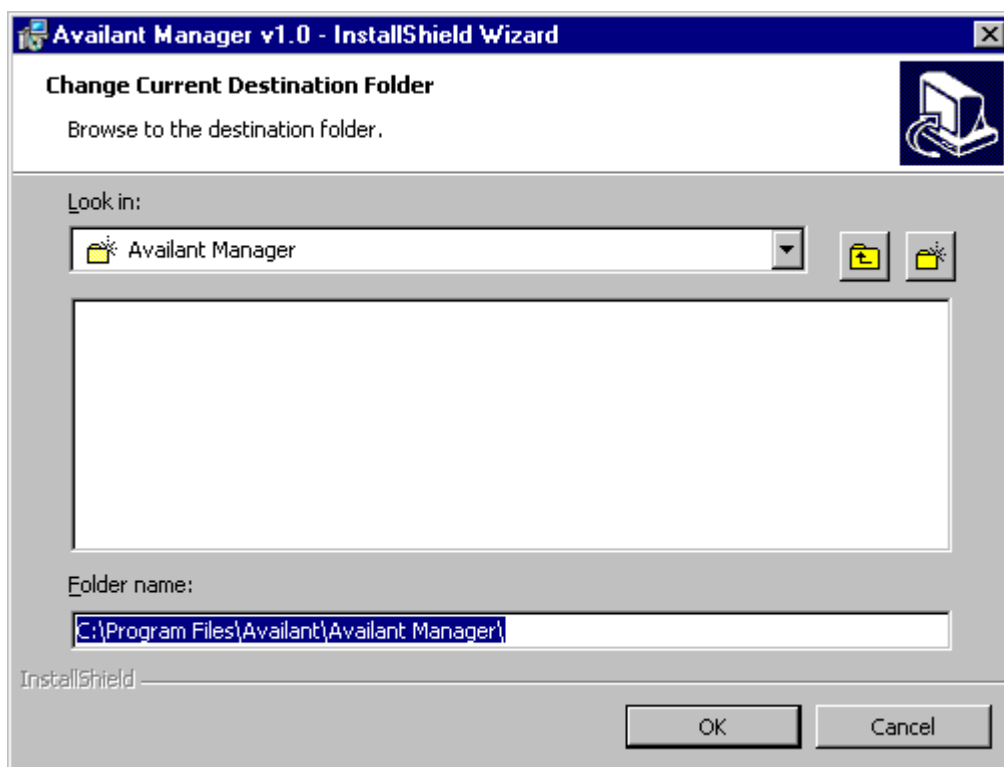 Availant Manager v1.0 - InstallShield Wizard
Change Current Destination Folder
Browse to the destination folder.
Look in:
Availant Manager
Folder name:
C:\Program Files\Availant\Availant Manager\
InstallShield
OK Cancel